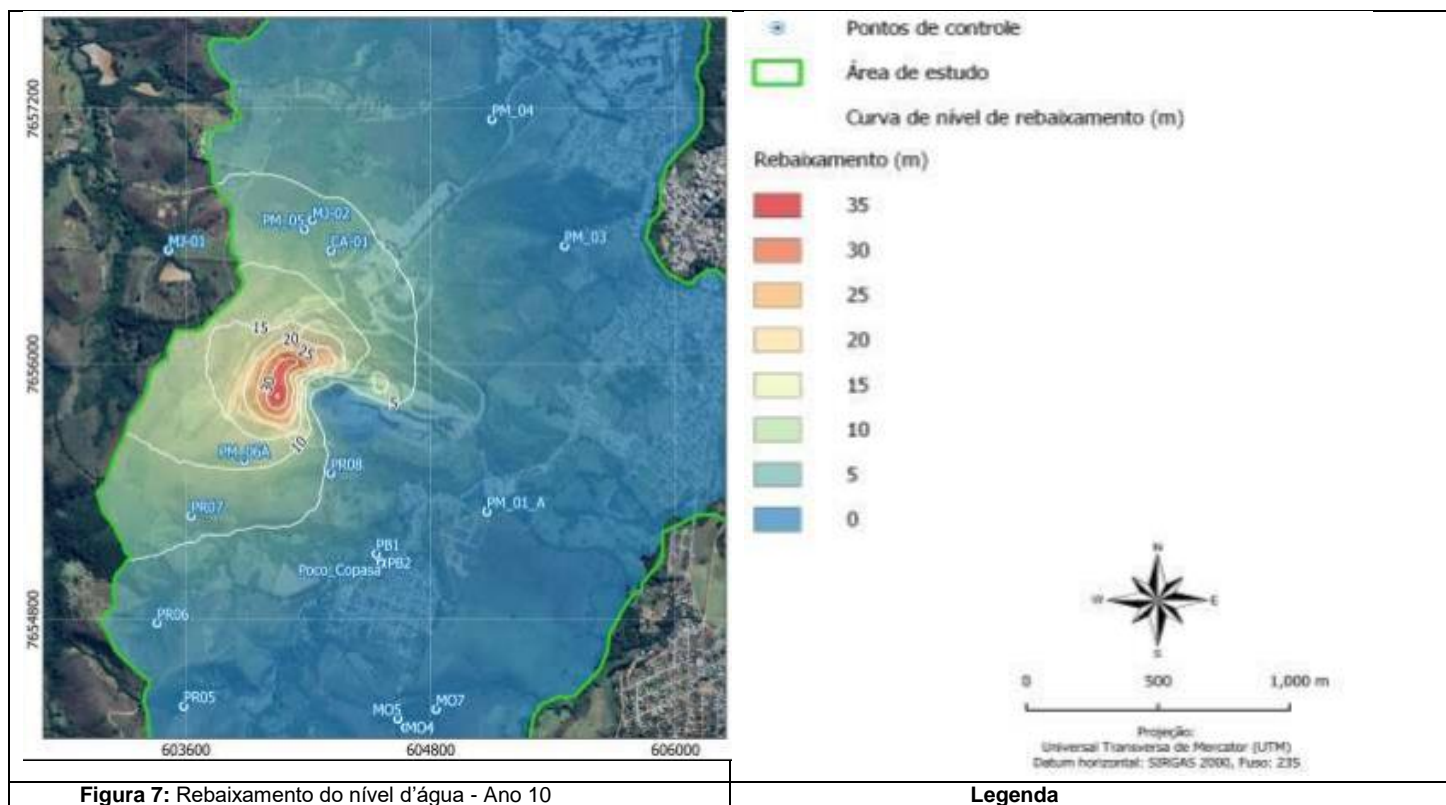 7657200
7656000
7654800
603600
604800
606000
PM_04
MJ-02
PM_05
MJ-01
CA-01
PM_03
15
20
25
30
5
10
PM_06A
PR08
PR07
PM_01_A
PB1
PB2
Poco_Copasa
PR06
PR05
MO5
MO7
MO4
Pontos de controle
Área de estudo
Curva de nível de rebaixamento (m)
Rebaixamento (m)
35
30
25
20
15
10
5
0
N
W
E
S
0 500 1,000 m
Projeção:
Universal Transversa de Mercator (UTM)
Datum horizontal: SIRGAS 2000, Fuso: 23S
Figura 7: Rebaixamento do nível d'água - Ano 10
Legenda